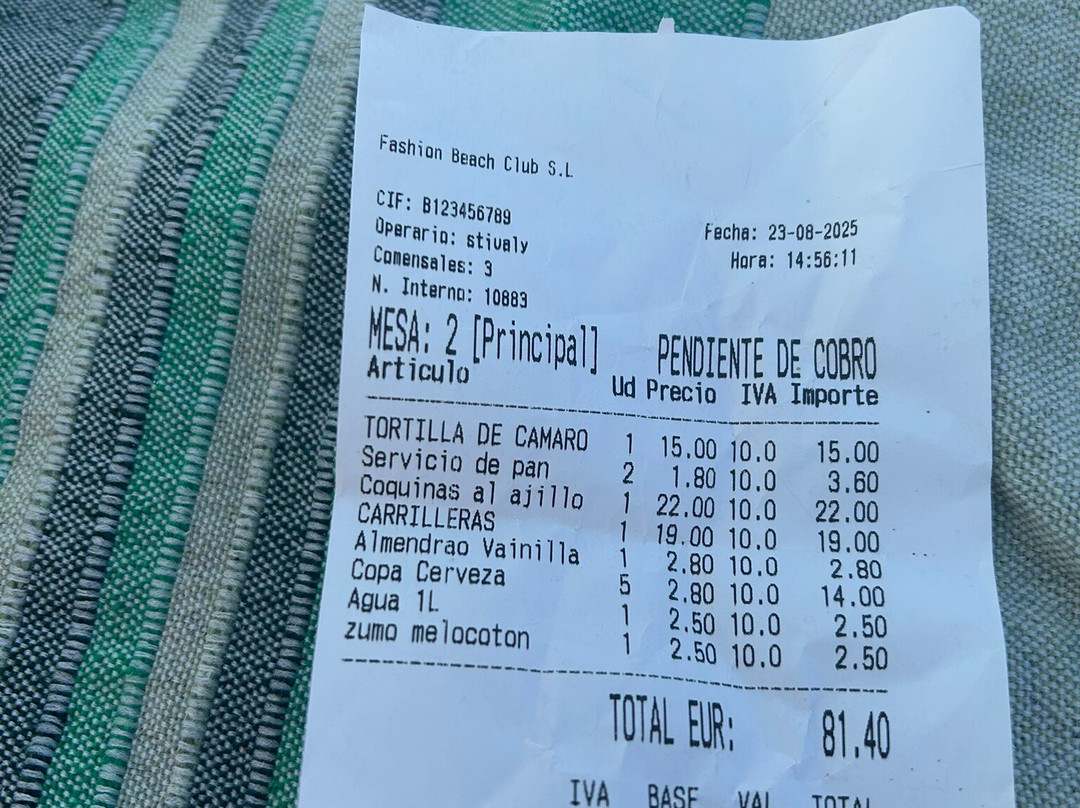 Fashion Beach Club S.L
CIF: B123456789
Operario: stivaly
Fecha: 23-08-2025
Comensales: 3
Hora: 14:56:11
N. Interno: 10883
MESA: 2 [Principal] PENDIENTE DE COBRO
Articulo Ud Precio IVA Importe
TORTILLA DE CAMARO 1 15.00 10.0 15.00
Servicio de pan 2 1.80 10.0 3.60
Coquinas al ajillo 1 22.00 10.0 22.00
CARRILLERAS 1 19.00 10.0 19.00
Almendrao Vainilla 1 2.80 10.0 2.80
Copa Cerveza 5 2.80 10.0 14.00
Agua 1L 1 2.50 10.0 2.50
zumo melocoton 1 2.50 10.0 2.50
TOTAL EUR: 81.40
IVA BASE VAL TOTAL